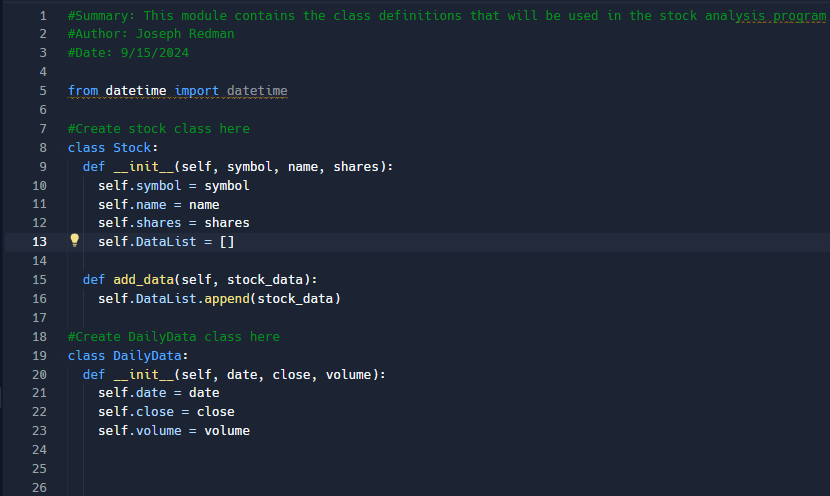 1 #Summary: This module contains the class definitions that will be used in the stock analysis program
2 #Author: Joseph Redman
3 #Date: 9/15/2024
4
5 from datetime import datetime
6
7 #Create stock class here
8 class Stock:
9 def __init__(self, symbol, name, shares):
10 self.symbol = symbol
11 self.name = name
12 self.shares = shares
13 self.DataList = []
14
15 def add_data(self, stock_data):
16 self.DataList.append(stock_data)
17
18 #Create DailyData class here
19 class DailyData:
20 def __init__(self, date, close, volume):
21 self.date = date
22 self.close = close
23 self.volume = volume
24
25
26